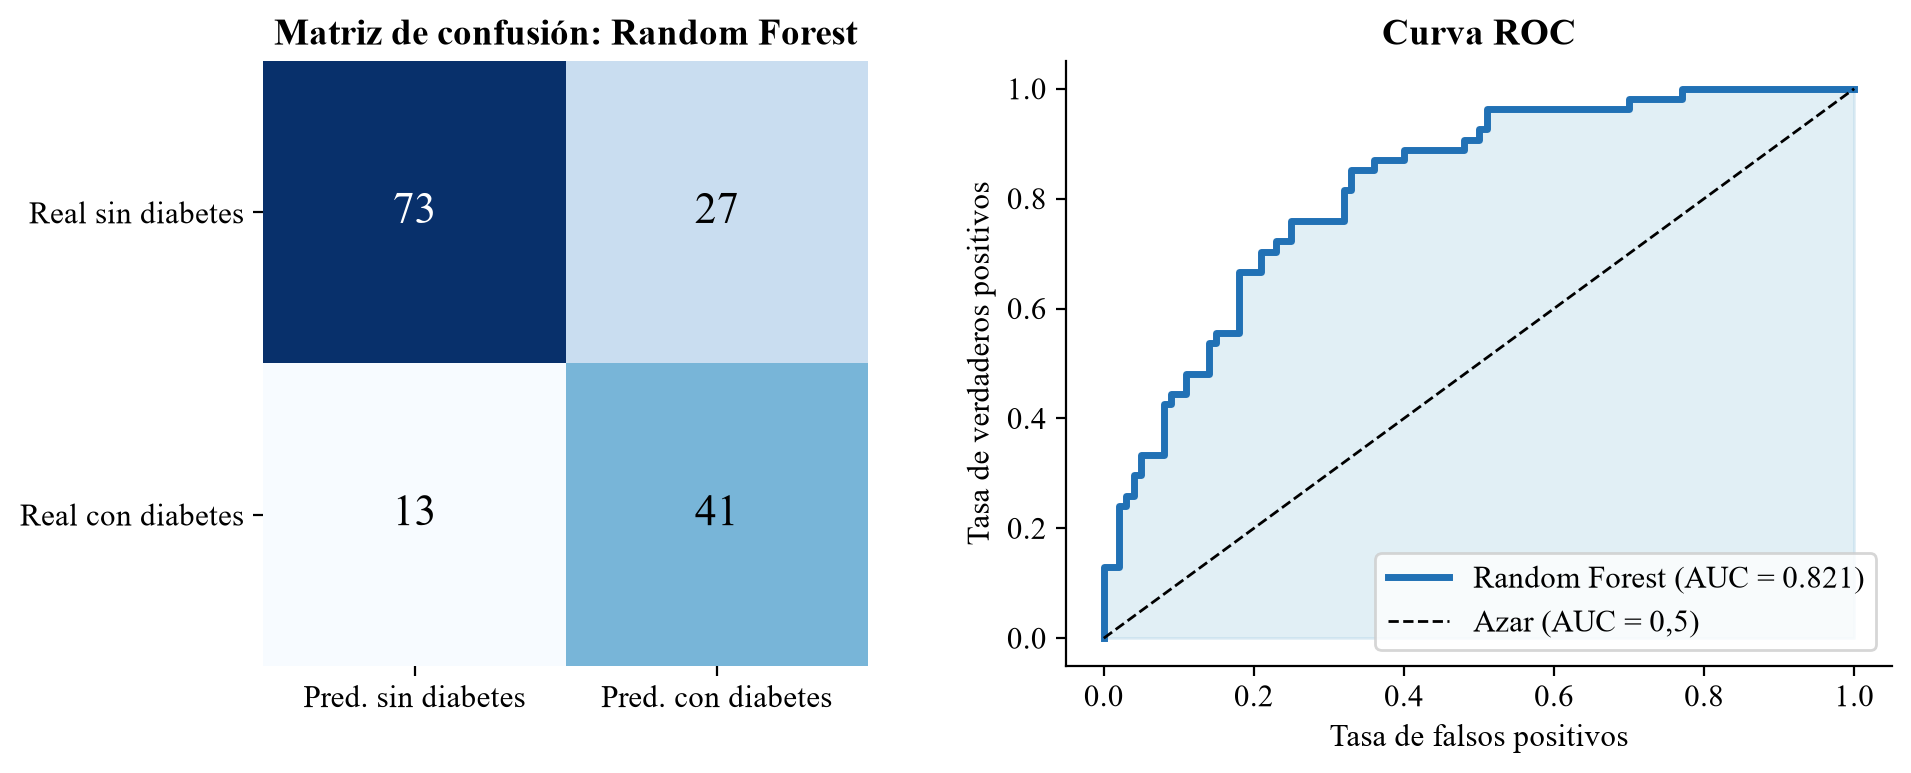 Matriz de confusión: Random Forest
Real sin diabetes
73
27
Real con diabetes
13
41
Pred. sin diabetes
Pred. con diabetes
Curva ROC
Tasa de verdaderos positivos
1.0
0.8
0.6
0.4
0.2
0.0
Random Forest (AUC = 0.821)
Azar (AUC = 0,5)
0.0
0.2
0.4
0.6
0.8
1.0
Tasa de falsos positivos